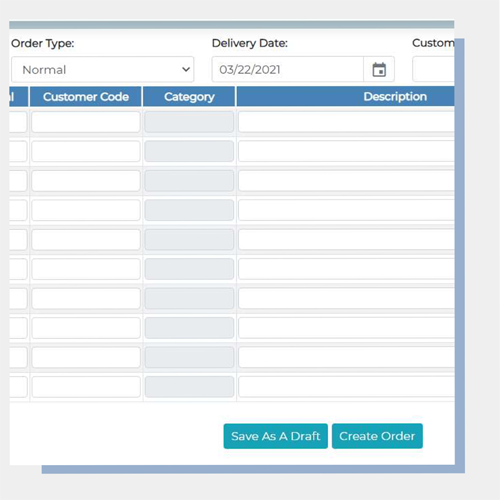 Order Type: Delivery Date: Custom
Normal 03/22/2021
l Customer Code Category Description
Save As A Draft Create Order